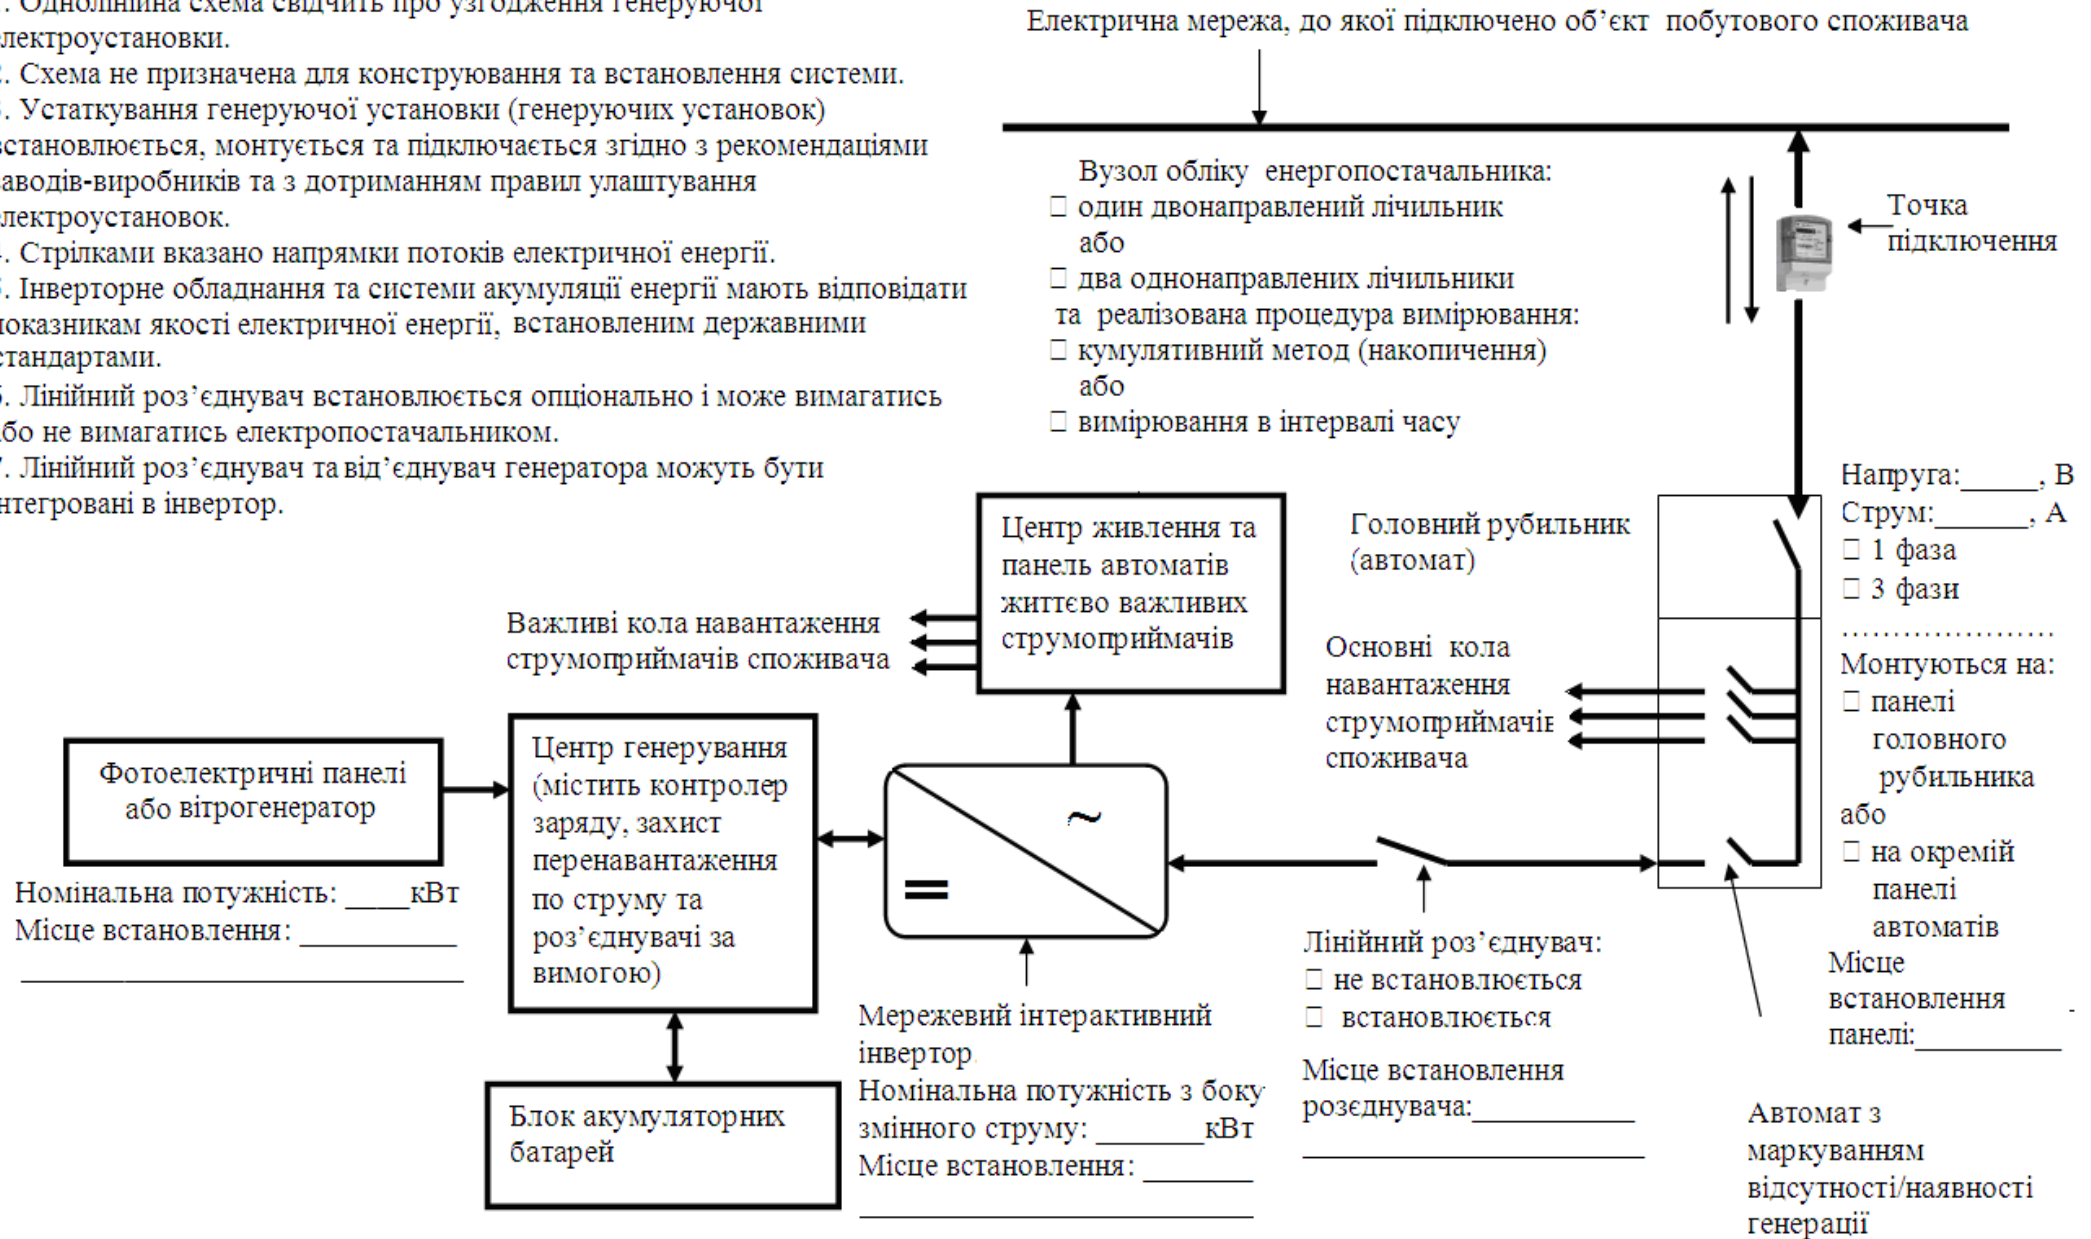 Однолінійна схема свідчить про узгодження генеруючої
лектроустановки.
. Схема не призначена для конструювання та встановлення системи.
. Устаткування генеруючої установки (генеруючих установок)
встановлюється, монтується та підключається згідно з рекомендаціями
аводів-виробників та з дотриманням правил улаштування
лектроустановок.
. Стрілками вказано напрямки потоків електричної енергії.
. Інверторне обладнання та системи акумуляції енергії мають відповідати
показникам якості електричної енергії, встановленим державними
стандартами.
. Лінійний роз’єднувач встановлюється опціонально і може вимагатись
або не вимагатись електропостачальником.
. Лінійний роз’єднувач та від’єднувач генератора можуть бути
нтегровані в інвертор.
Електрична мережа, до якої підключено об’єкт побутового споживача
Вузол обліку енергопостачальника:
☐ один двонаправлений лічильник
або
☐ два однонаправлених лічильники
та реалізована процедура вимірювання:
☐ кумулятивний метод (накопичення)
або
☐ вимірювання в інтервалі часу
Точка
підключення
Напруга:_____, В
Струм:______, А
☐ 1 фаза
☐ 3 фази
.....................
Монтуються на:
☐ панелі
головного
рубильника
або
☐ на окремій
панелі
автоматів
Місце
встановлення
панелі:_________
Головний рубильник
(автомат)
Основні кола
навантаження
струмоприймачів
споживача
Центр живлення та
панель автоматів
життєво важливих
струмоприймачів
Важливі кола навантаження
струмоприймачів споживача
Фотоелектричні панелі
або вітрогенератор
Номінальна потужність: ____кВт
Місце встановлення: __________
Центр генерування
(містить контролер
заряду, захист
перенавантаження
по струму та
роз’єднувачі за
вимогою)
Блок акумуляторних
батарей
~
=
Мережевий інтерактивний
інвертор.
Номінальна потужність з боку
змінного струму: _______кВт
Місце встановлення: _______
Лінійний роз’єднувач:
☐ не встановлюється
☐ встановлюється
Місце встановлення
розєднувача:__________
Автомат з
маркуванням
відсутності/наявності
генерації